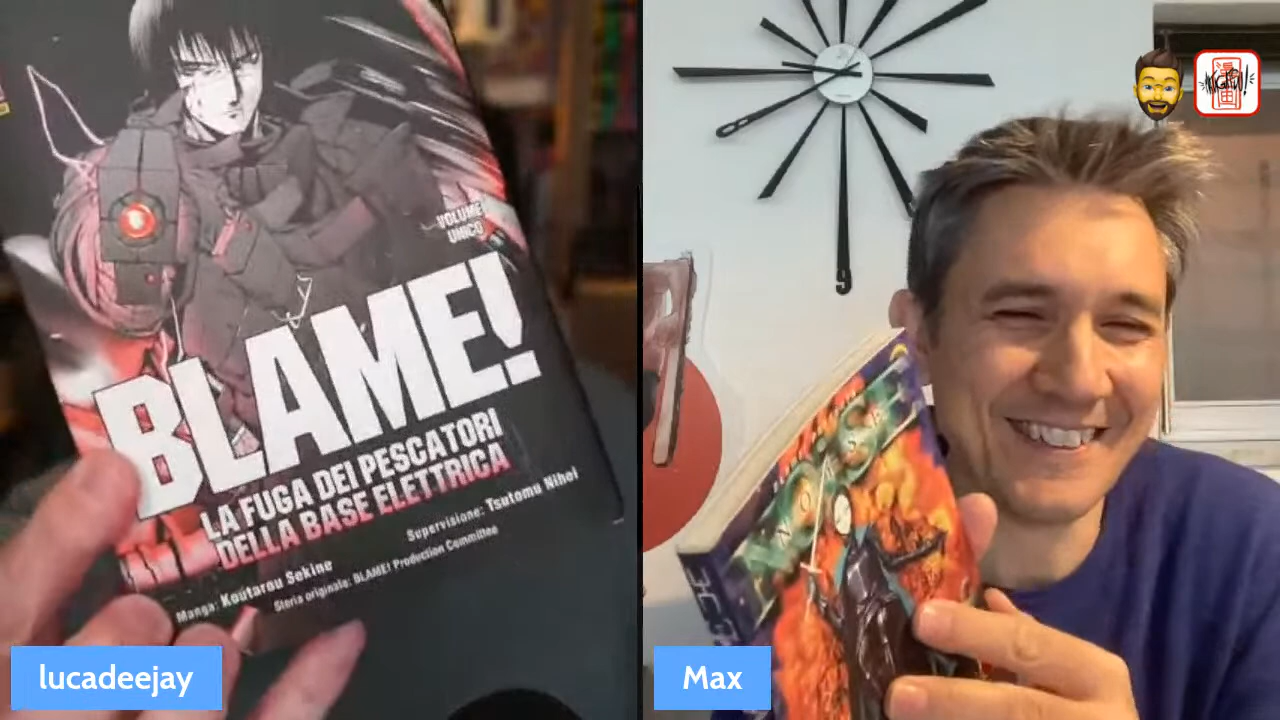 VOLUME
UNICO
BLAME!
LA FUGA DEI PESCATORI
DELLA BASE ELETTRICA
Supervisione: Tsutomu Nihei
Manga: Koutarou Sekine
Storia originale: BLAME! Production Committee
lucadeejay
Max